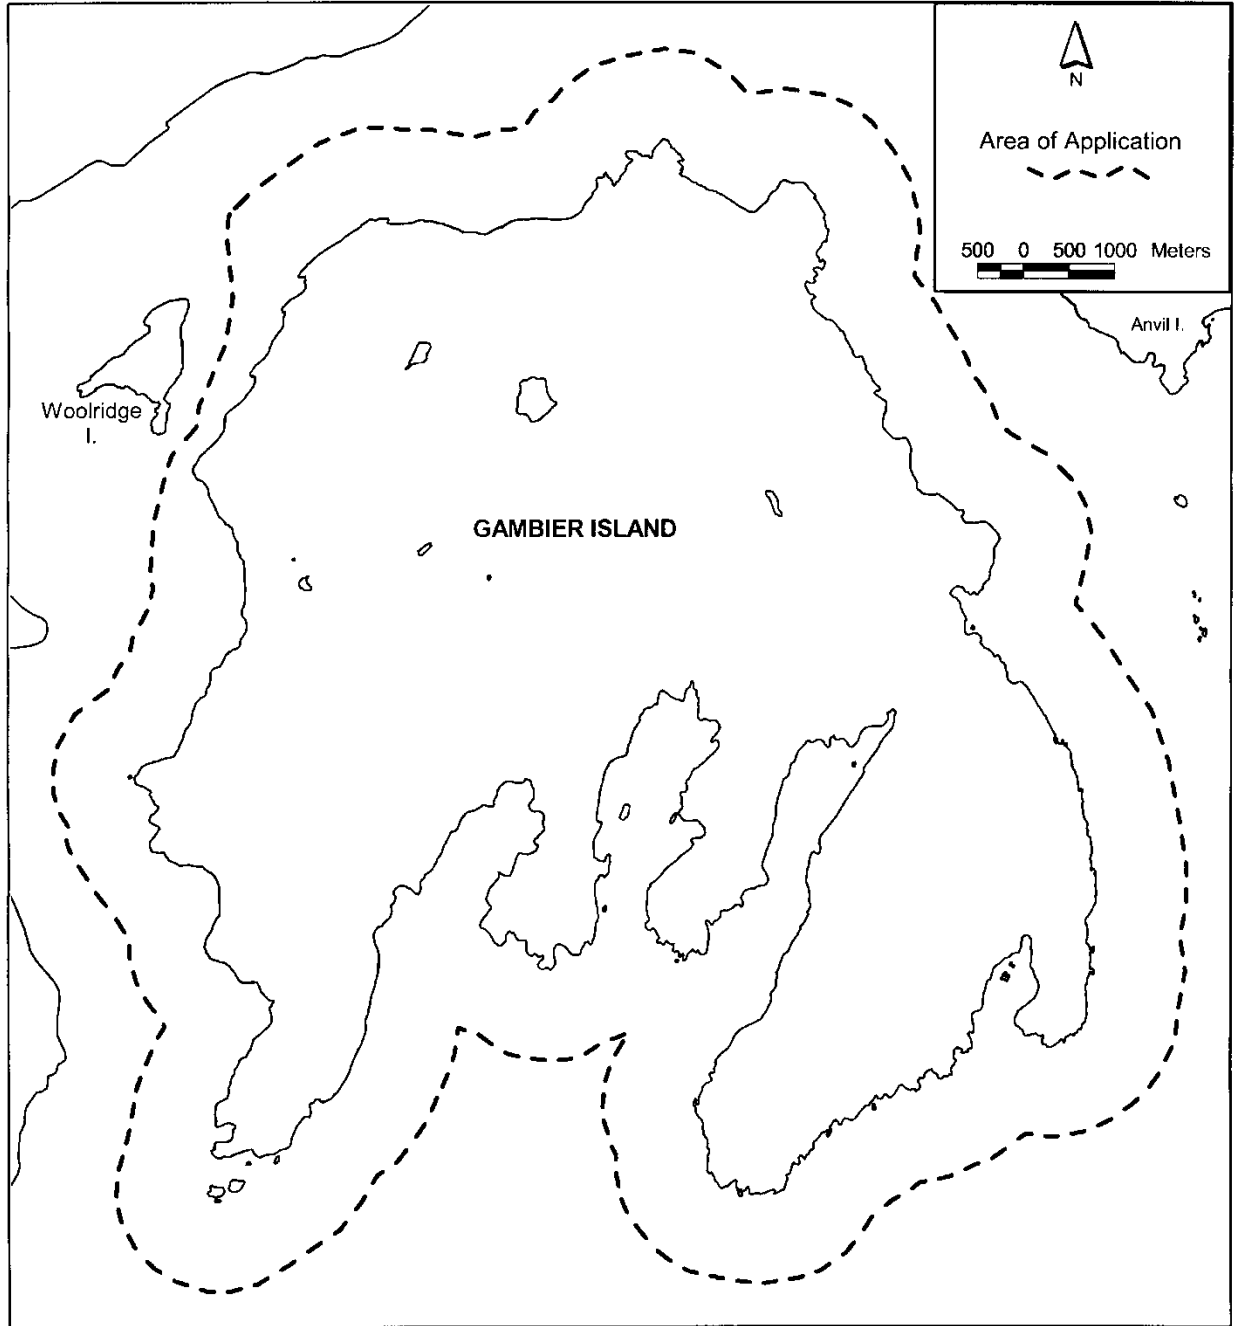 N
Area of Application
500 0 500 1000 Meters
Anvil I.
Woolridge
I.
GAMBIER ISLAND